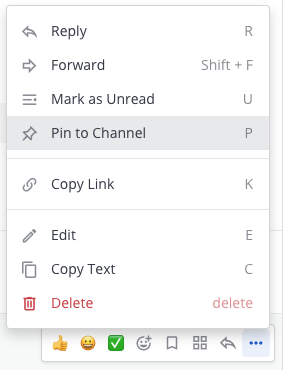 Reply R
Forward Shift + F
Mark as Unread U
Pin to Channel P
Copy Link K
Edit E
Copy Text C
Delete delete